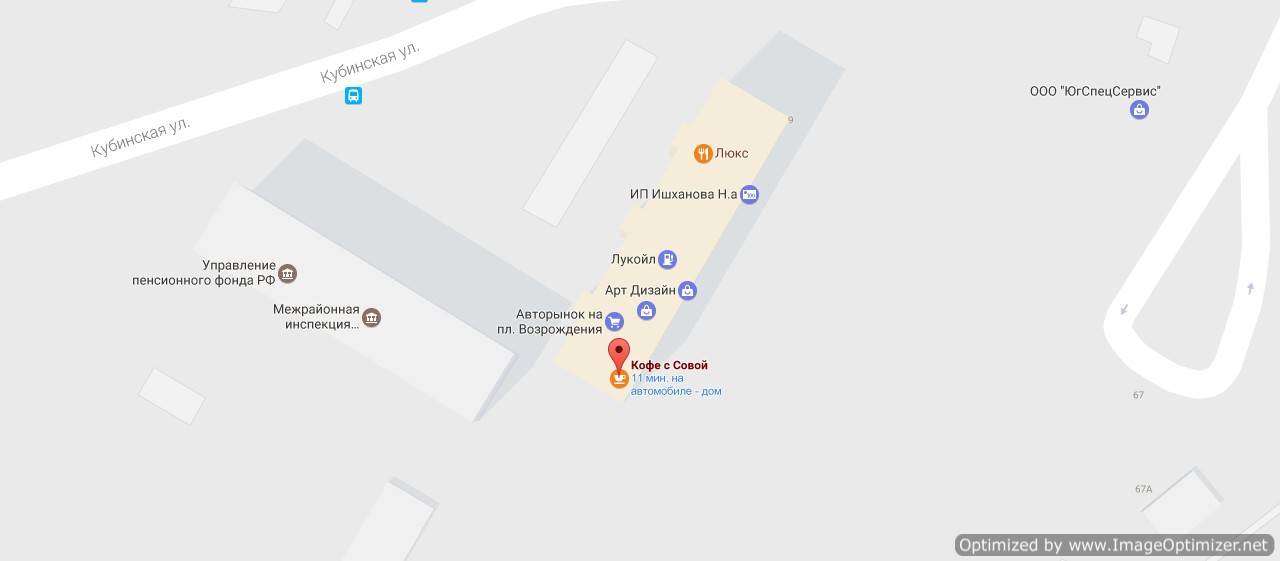 Кубинская ул.
Кубинская ул.
ООО "ЮгСпецСервис"
9
Люкс
ИП Ишханова Н.а
Лукойл
Управление
пенсионного фонда РФ
Арт Дизайн
Межрайонная
инспекция...
Авторынок на
пл. Возрождения
Кофе с Совой
11 мин. на
автомобиле - дом
67
67А
Optimized by www.ImageOptimizer.net